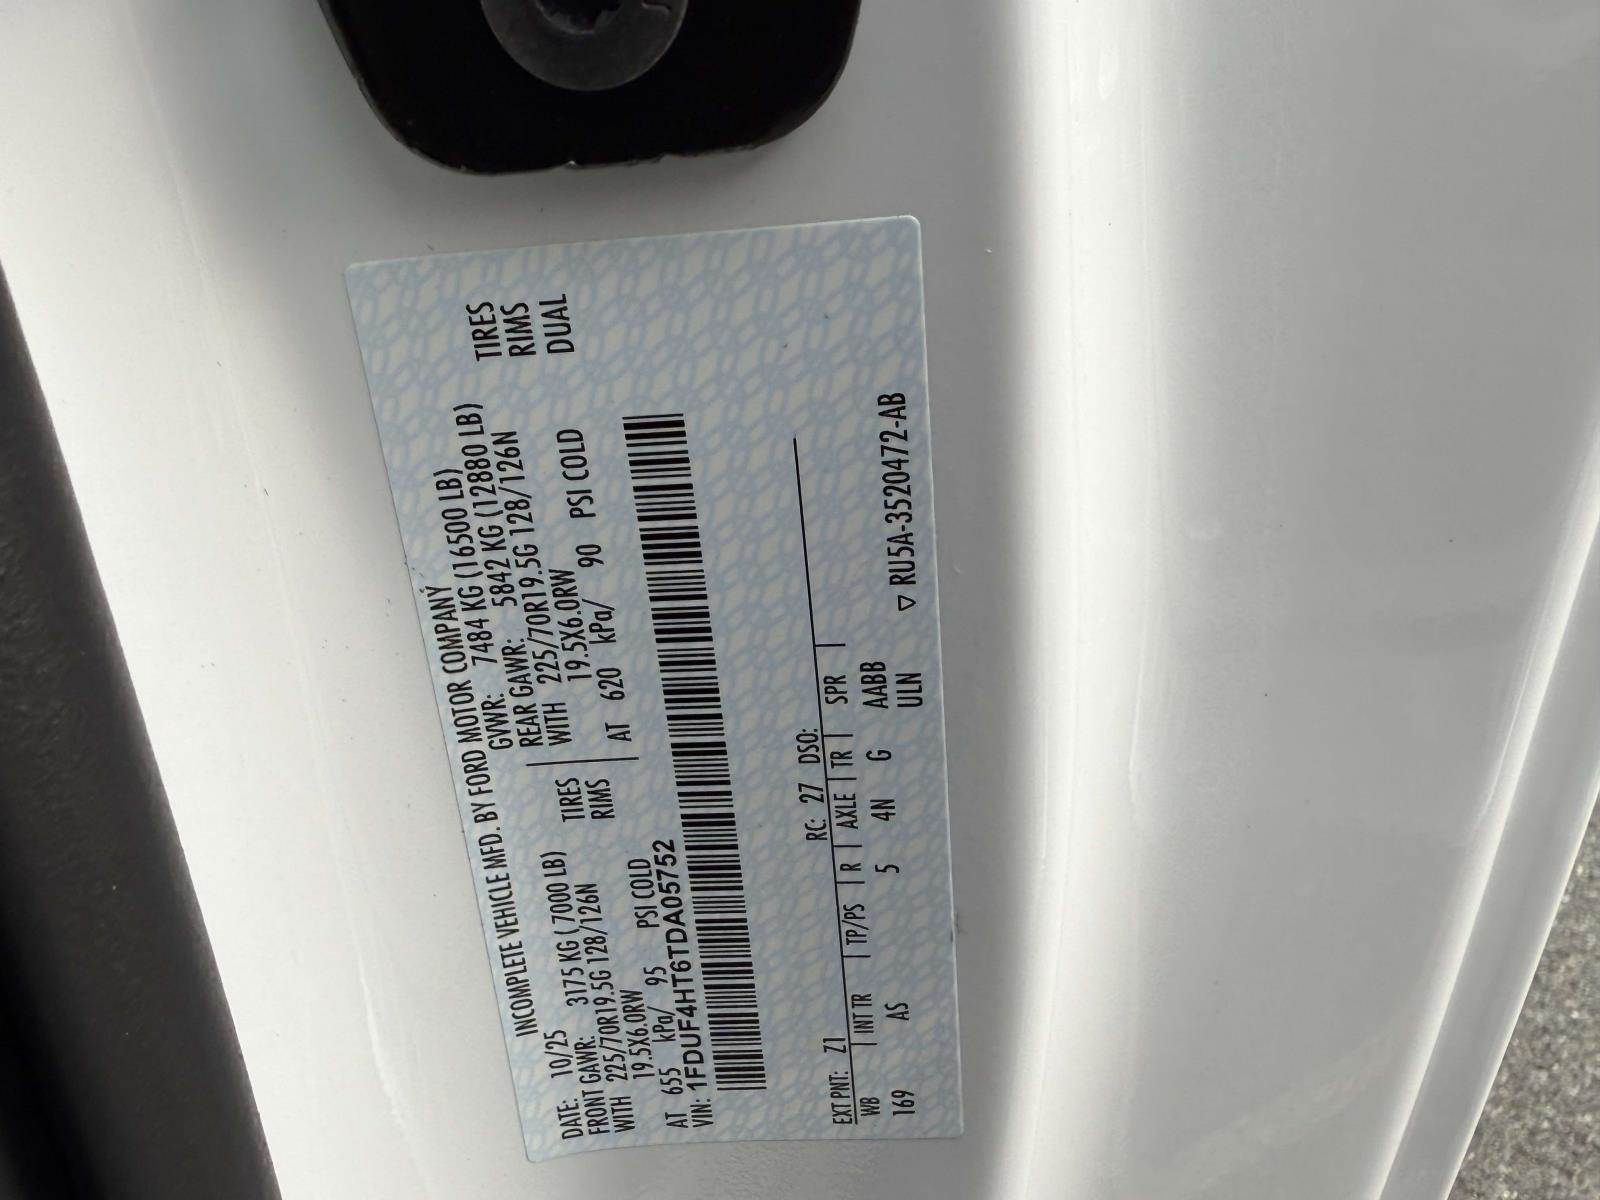 INCOMPLETE VEHICLE MFD. BY FORD MOTOR COMPANY
DATE: 10/25 GVWR: 7484 KG (16500 LB)
FRONT GAWR: 3175 KG (7000 LB) REAR GAWR: 5842 KG (12880 LB)
WITH 225/70R19.5G 128/126N TIRES WITH 225/70R19.5G 128/126N TIRES
19.5X6.0RW RIMS 19.5X6.0RW RIMS
AT 655 kPa/ 95 PSI COLD AT 620 kPa/ 90 PSI COLD DUAL
VIN: 1FDUF4HT6TDA05752
EXT PNT: Z1 RC: 27 DSO:
WB INT TR TP/PS R AXLE TR SPR
169 AS 5 4N G AABB
ULN
▽ RU5A-3520472-AB